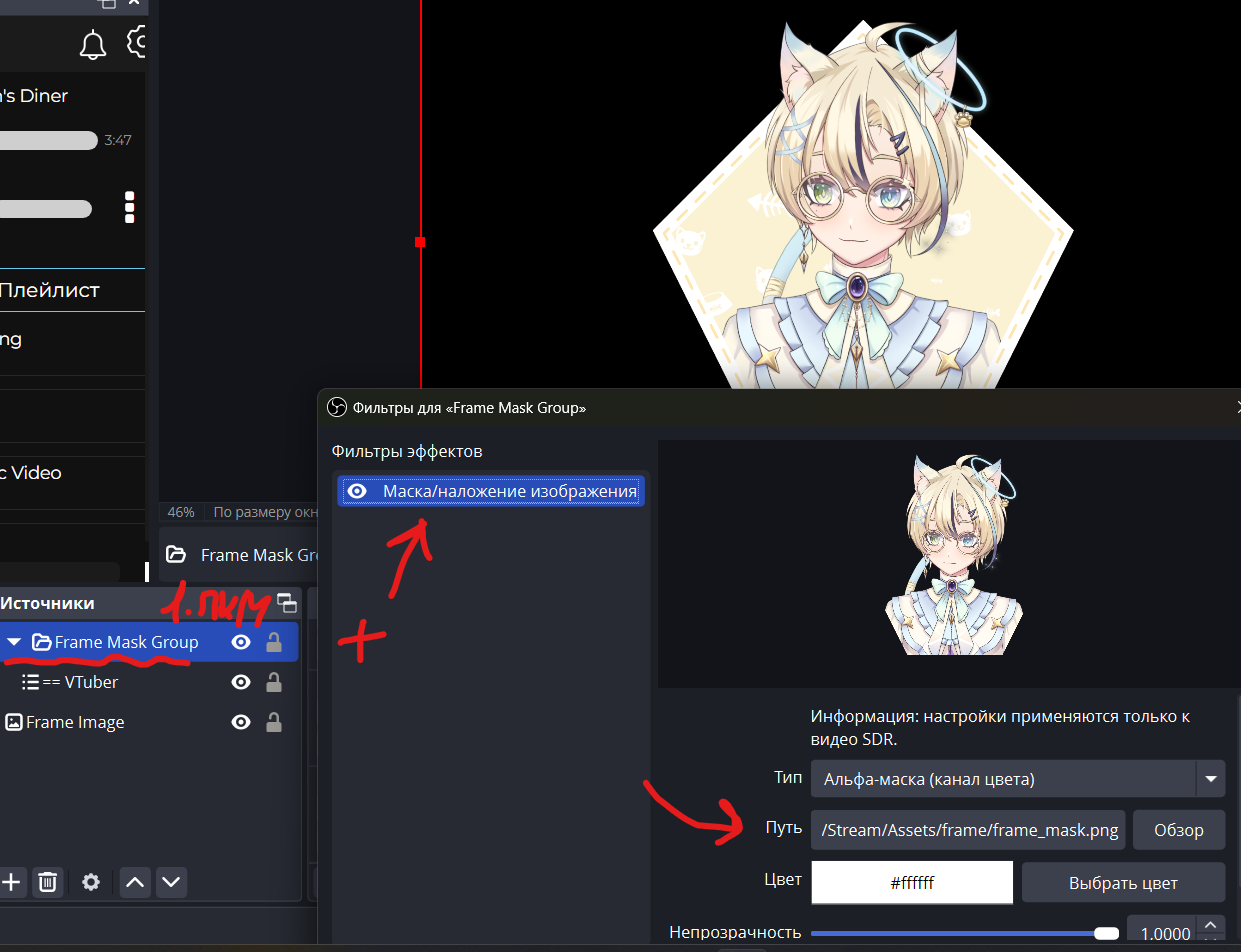 n's Diner
3:47
Плейлист
ng
c Video
46%
По размеру окн
Frame Mask Gro
Источники
1. ПКМ
Frame Mask Group
== VTuber
Frame Image
+
Фильтры для «Frame Mask Group»
Фильтры эффектов
Маска/наложение изображения
Информация: настройки применяются только к
видео SDR.
Тип
Альфа-маска (канал цвета)
Путь
/Stream/Assets/frame/frame_mask.png
Обзор
Цвет
#ffffff
Выбрать цвет
Непрозрачность
1.0000